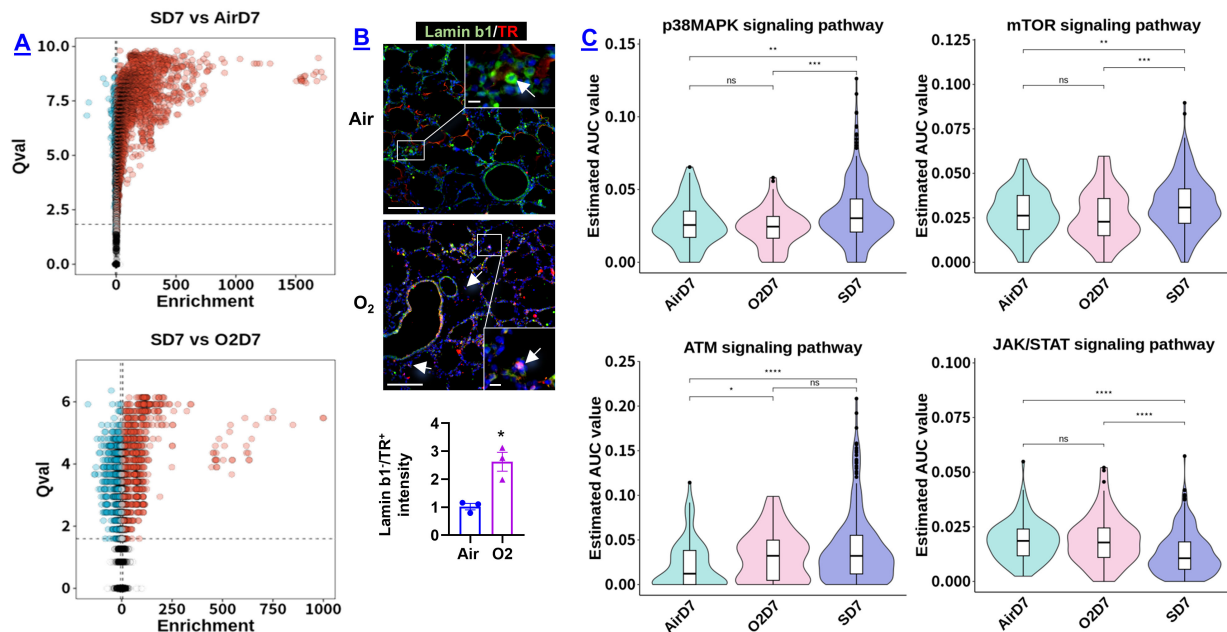 A
SD7 vs AirD7
Qval
10.0
7.5
5.0
2.5
0.0
0 500 1000 1500
Enrichment
SD7 vs O2D7
Qval
6
4
2
0
0 250 500 750 1000
Enrichment
B
Lamin b1/TR
Air
O₂
Lamin b1⁻/TR⁺
intensity
4
3
2
1
0
*
Air O2
C
p38MAPK signaling pathway
Estimated AUC value
0.15
0.10
0.05
0.00
**
***
ns
AirD7 O2D7 SD7
mTOR signaling pathway
Estimated AUC value
0.125
0.100
0.075
0.050
0.025
0.000
**
***
ns
AirD7 O2D7 SD7
ATM signaling pathway
Estimated AUC value
0.25
0.20
0.15
0.10
0.05
0.00
****
ns
*
AirD7 O2D7 SD7
JAK/STAT signaling pathway
Estimated AUC value
0.100
0.075
0.050
0.025
0.000
****
****
ns
AirD7 O2D7 SD7